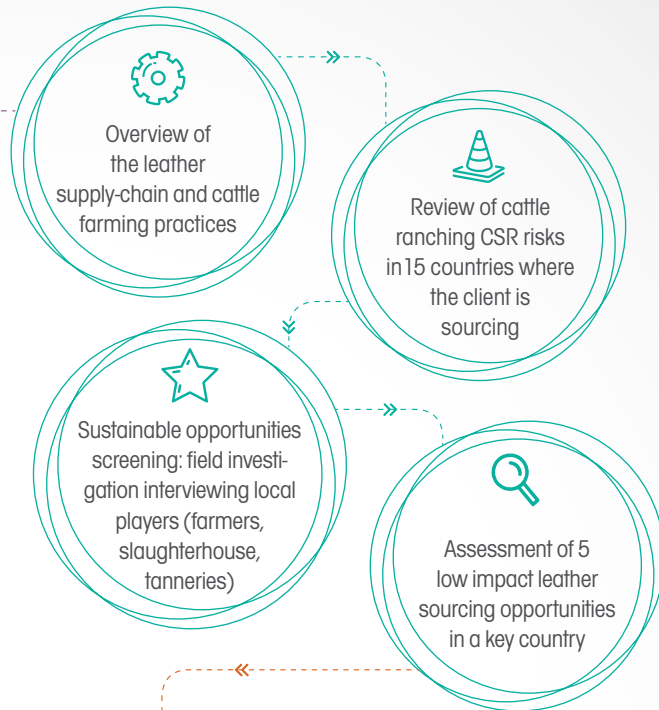 Overview of
the leather
supply-chain and cattle
farming practices
Review of cattle
ranching CSR risks
in15 countries where
the client is
sourcing
Sustainable opportunities
screening: field investi-
gation interviewing local
players (farmers,
slaughterhouse,
tanneries)
Assessment of 5
low impact leather
sourcing opportunities
in a key country